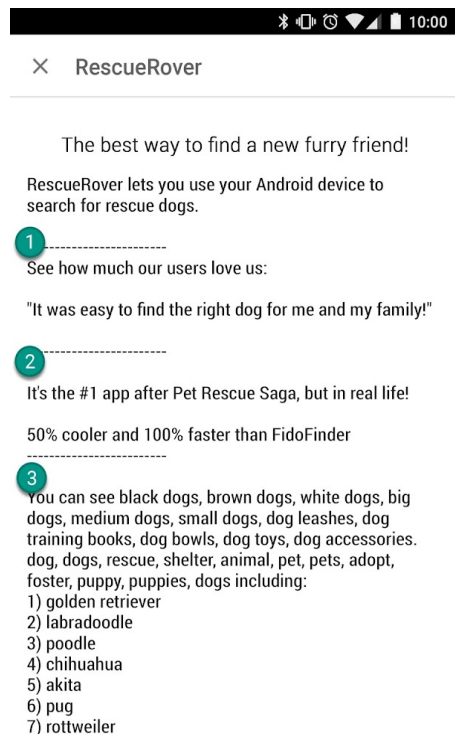 10:00
RescueRover
The best way to find a new furry friend!
RescueRover lets you use your Android device to
search for rescue dogs.
1
----------------------
See how much our users love us:
"It was easy to find the right dog for me and my family!"
----------------------
2
It's the #1 app after Pet Rescue Saga, but in real life!
50% cooler and 100% faster than FidoFinder
-------------------------
3
You can see black dogs, brown dogs, white dogs, big
dogs, medium dogs, small dogs, dog leashes, dog
training books, dog bowls, dog toys, dog accessories.
dog, dogs, rescue, shelter, animal, pet, pets, adopt,
foster, puppy, puppies, dogs including:
1) golden retriever
2) labradoodle
3) poodle
4) chihuahua
5) akita
6) pug
7) rottweiler